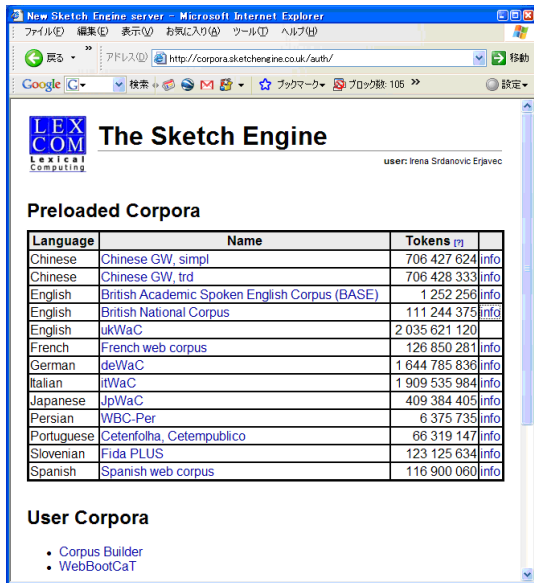 New Sketch Engine server - Microsoft Internet Explorer
ファイル(F) 編集(E) 表示(V) お気に入り(A) ツール(T) ヘルプ(H)
戻る » アドレス(D) http://corpora.sketchengine.co.uk/auth/ 移動
Google G 検索 ブックマーク ブロック数: 105 » 設定
LEX
COM
Lexical
Computing
The Sketch Engine
user: Irena Srdanovic Erjavec
Preloaded Corpora
Language Name Tokens [?]
Chinese Chinese GW, simpl 706 427 624 info
Chinese Chinese GW, trd 706 428 333 info
English British Academic Spoken English Corpus (BASE) 1 252 256 info
English British National Corpus 111 244 375 info
English ukWaC 2 035 621 120
French French web corpus 126 850 281 info
German deWaC 1 644 785 836 info
Italian itWaC 1 909 535 984 info
Japanese JpWaC 409 384 405 info
Persian WBC-Per 6 375 735 info
Portuguese Cetenfolha, Cetempublico 66 319 147 info
Slovenian Fida PLUS 123 125 634 info
Spanish Spanish web corpus 116 900 060 info
User Corpora
• Corpus Builder
• WebBootCaT